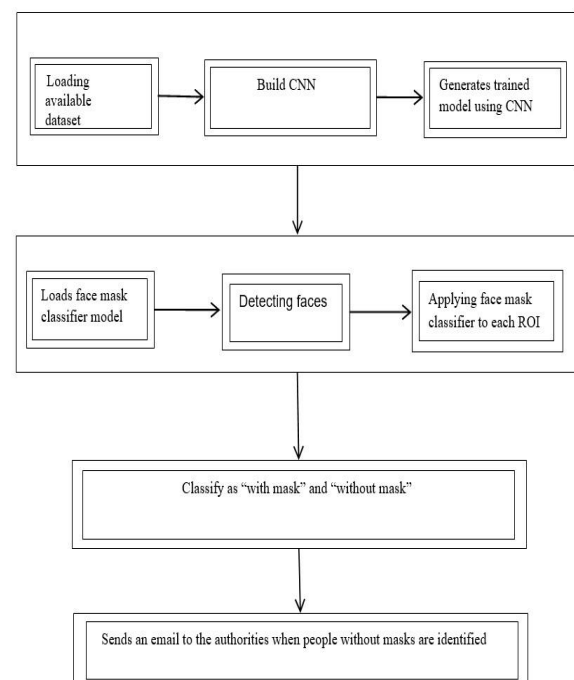 Loading
available
dataset
Build CNN
Generates trained
model using CNN
Loads face mask
classifier model
Detecting faces
Applying face mask
classifier to each ROI
Classify as “with mask” and “without mask”
Sends an email to the authorities when people without masks are identified